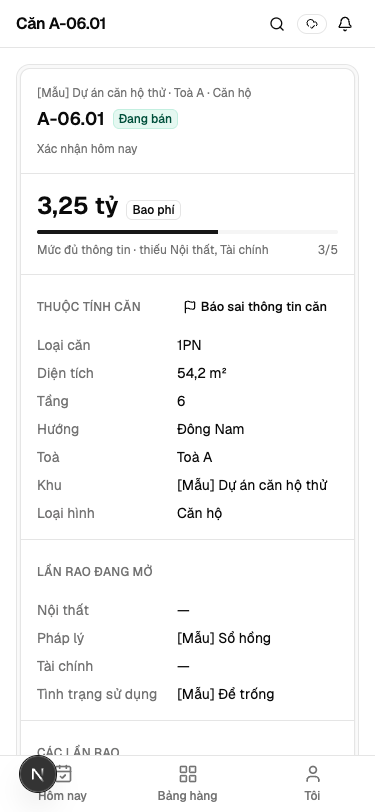 Căn A-06.01
[Mẫu] Dự án căn hộ thử · Toà A · Căn hộ
A-06.01 Đang bán
Xác nhận hôm nay
3,25 tỷ Bao phí
Mức đủ thông tin · thiếu Nội thất, Tài chính 3/5
THUỘC TÍNH CĂN Báo sai thông tin căn
Loại căn 1PN
Diện tích 54,2 m²
Tầng 6
Hướng Đông Nam
Toà Toà A
Khu [Mẫu] Dự án căn hộ thử
Loại hình Căn hộ
LẦN RAO ĐANG MỞ
Nội thất —
Pháp lý [Mẫu] Sổ hồng
Tài chính —
Tình trạng sử dụng [Mẫu] Để trống
CÁC LẦN RAO
N
Hôm nay Bảng hàng Tôi